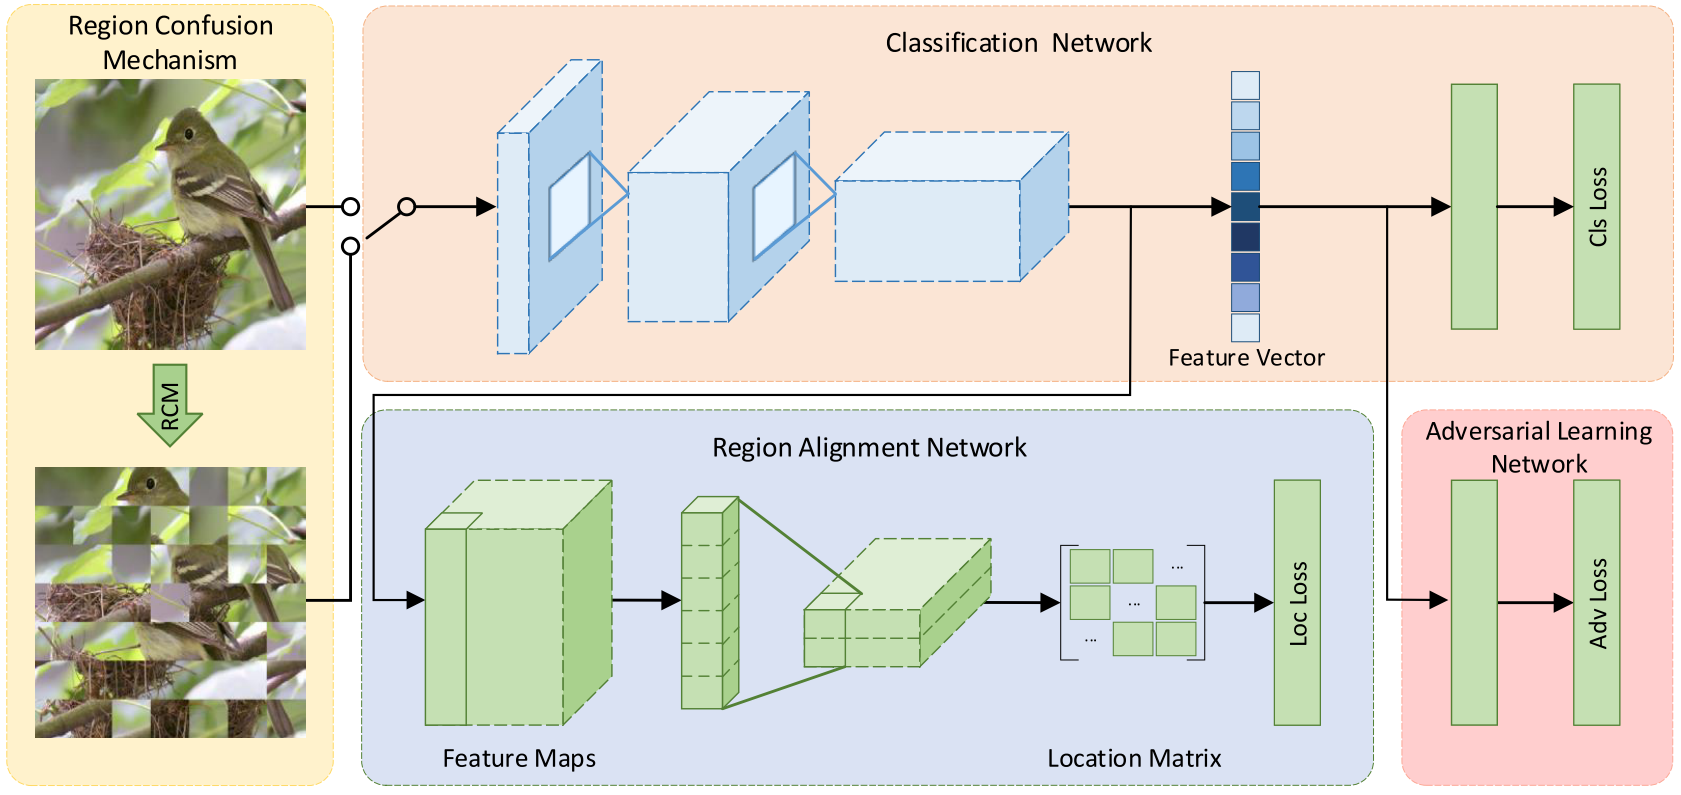 Region Confusion
Mechanism
RCM
Classification Network
Feature Vector
Cls Loss
Region Alignment Network
Feature Maps
...
...
...
Location Matrix
Loc Loss
Adversarial Learning
Network
Adv Loss